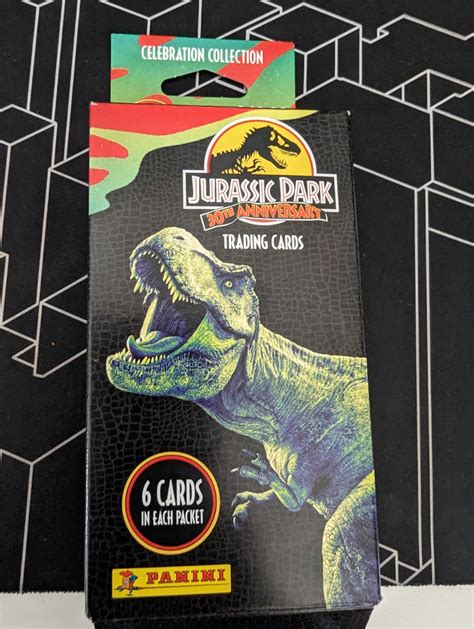 CELEBRATION COLLECTION
JURASSIC PARK
30TH ANNIVERSARY
TRADING CARDS
6 CARDS
IN EACH PACKET
PANINI